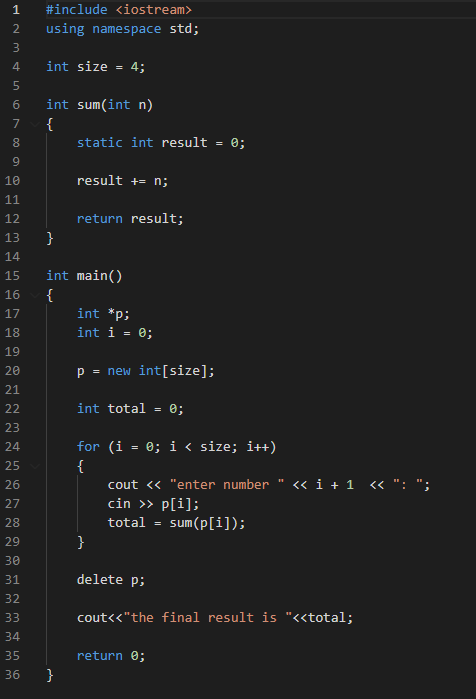 1 #include <iostream>
2 using namespace std;
3
4 int size = 4;
5
6 int sum(int n)
7 {
8 static int result = 0;
9
10 result += n;
11
12 return result;
13 }
14
15 int main()
16 {
17 int *p;
18 int i = 0;
19
20 p = new int[size];
21
22 int total = 0;
23
24 for (i = 0; i < size; i++)
25 {
26 cout << "enter number " << i + 1  << ": ";
27 cin >> p[i];
28 total = sum(p[i]);
29 }
30
31 delete p;
32
33 cout<<"the final result is "<<total;
34
35 return 0;
36 }